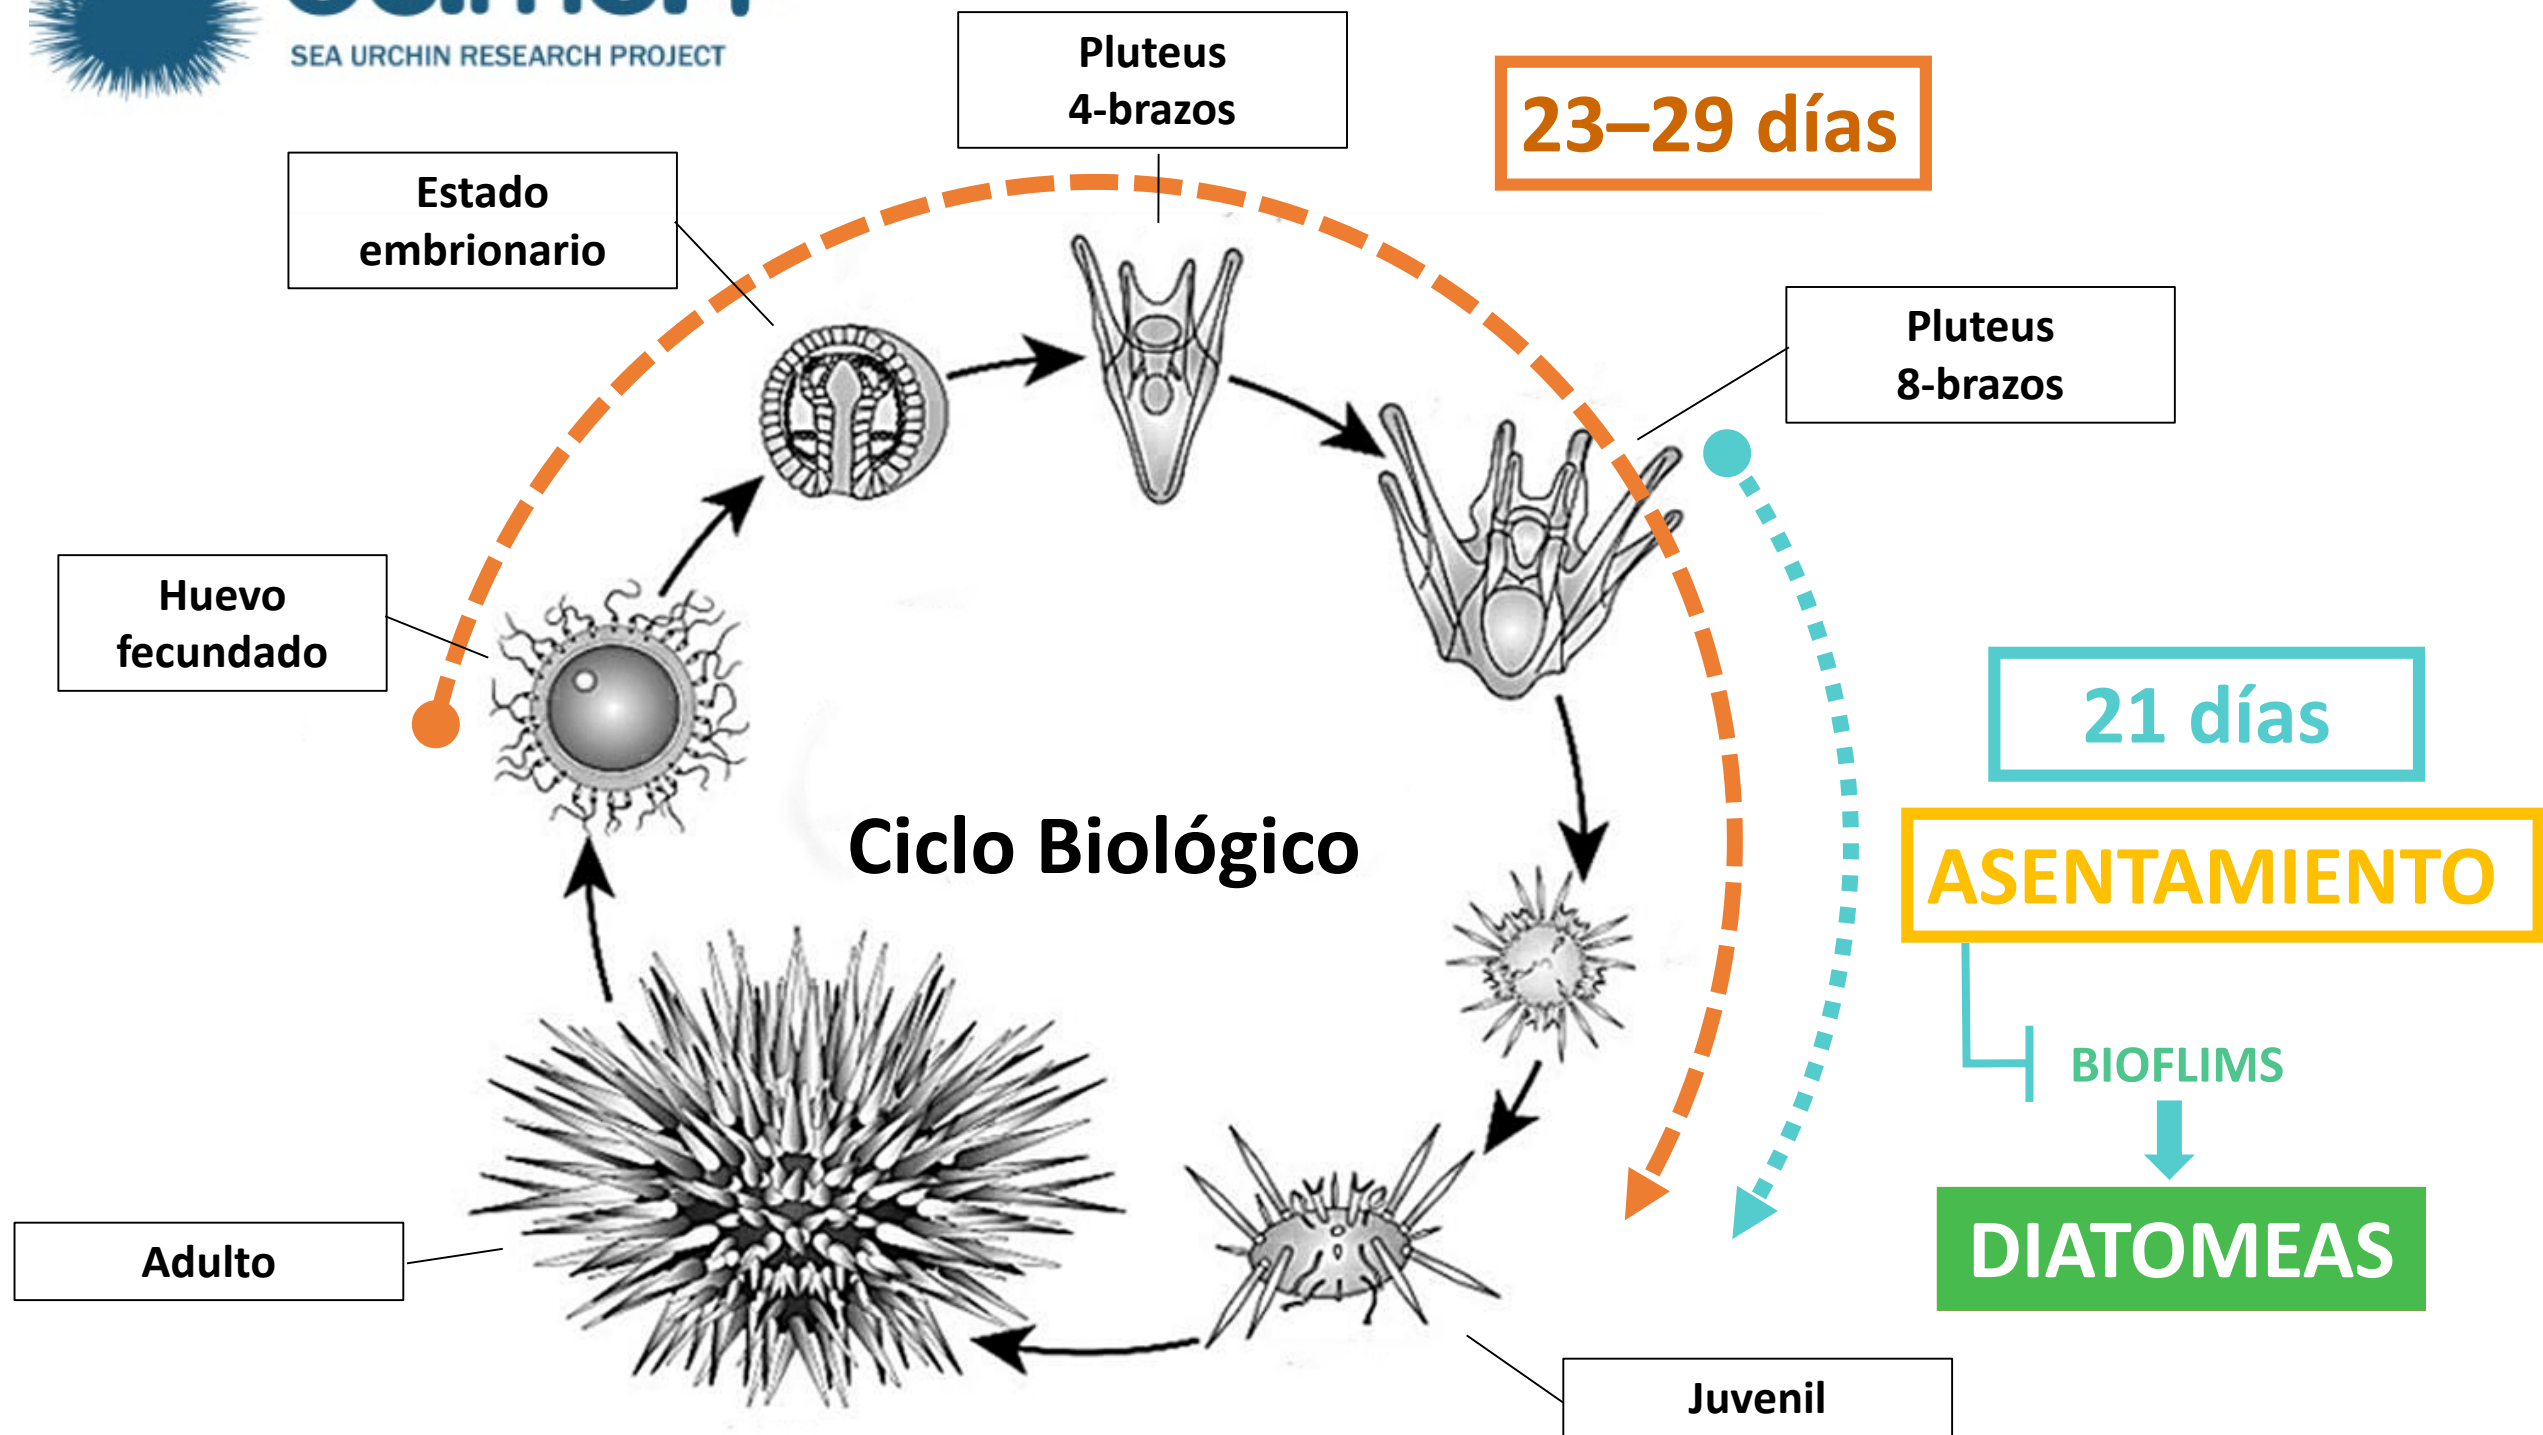 SEA URCHIN RESEARCH PROJECT
Pluteus
4-brazos
23–29 días
Estado
embrionario
Pluteus
8-brazos
Huevo
fecundado
21 días
Ciclo Biológico
ASENTAMIENTO
BIOFLIMS
DIATOMEAS
Adulto
Juvenil